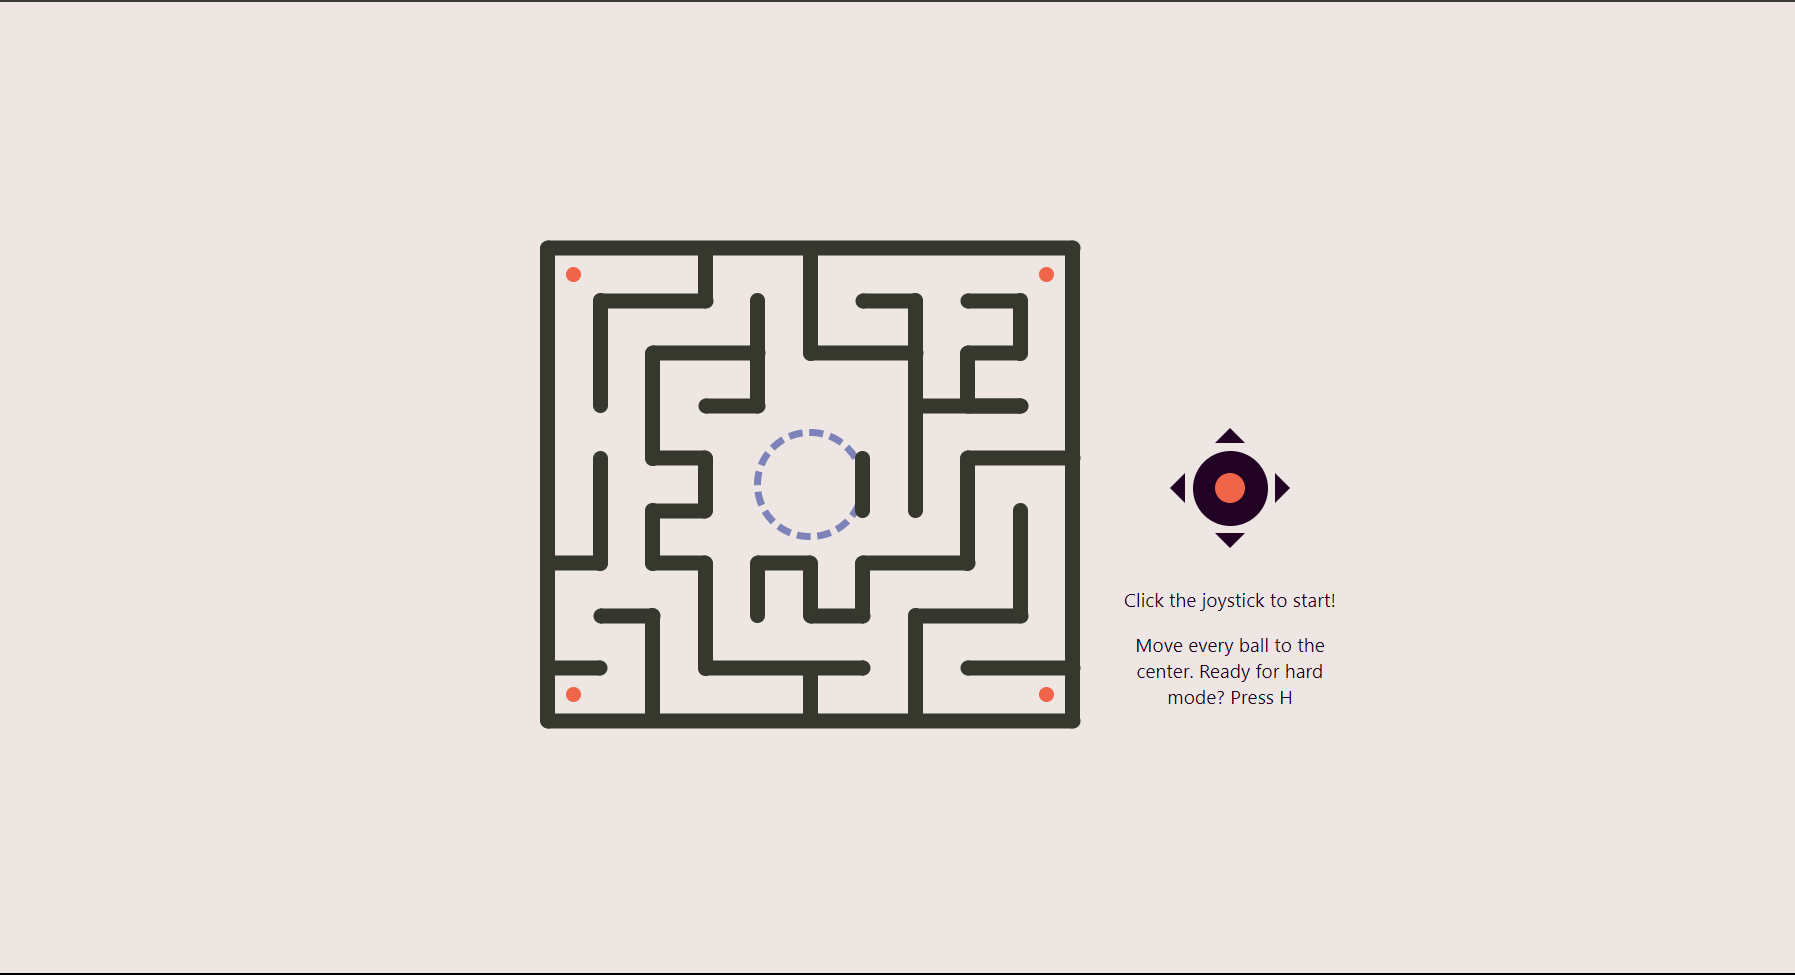 Click the joystick to start!
Move every ball to the
center. Ready for hard
mode? Press H